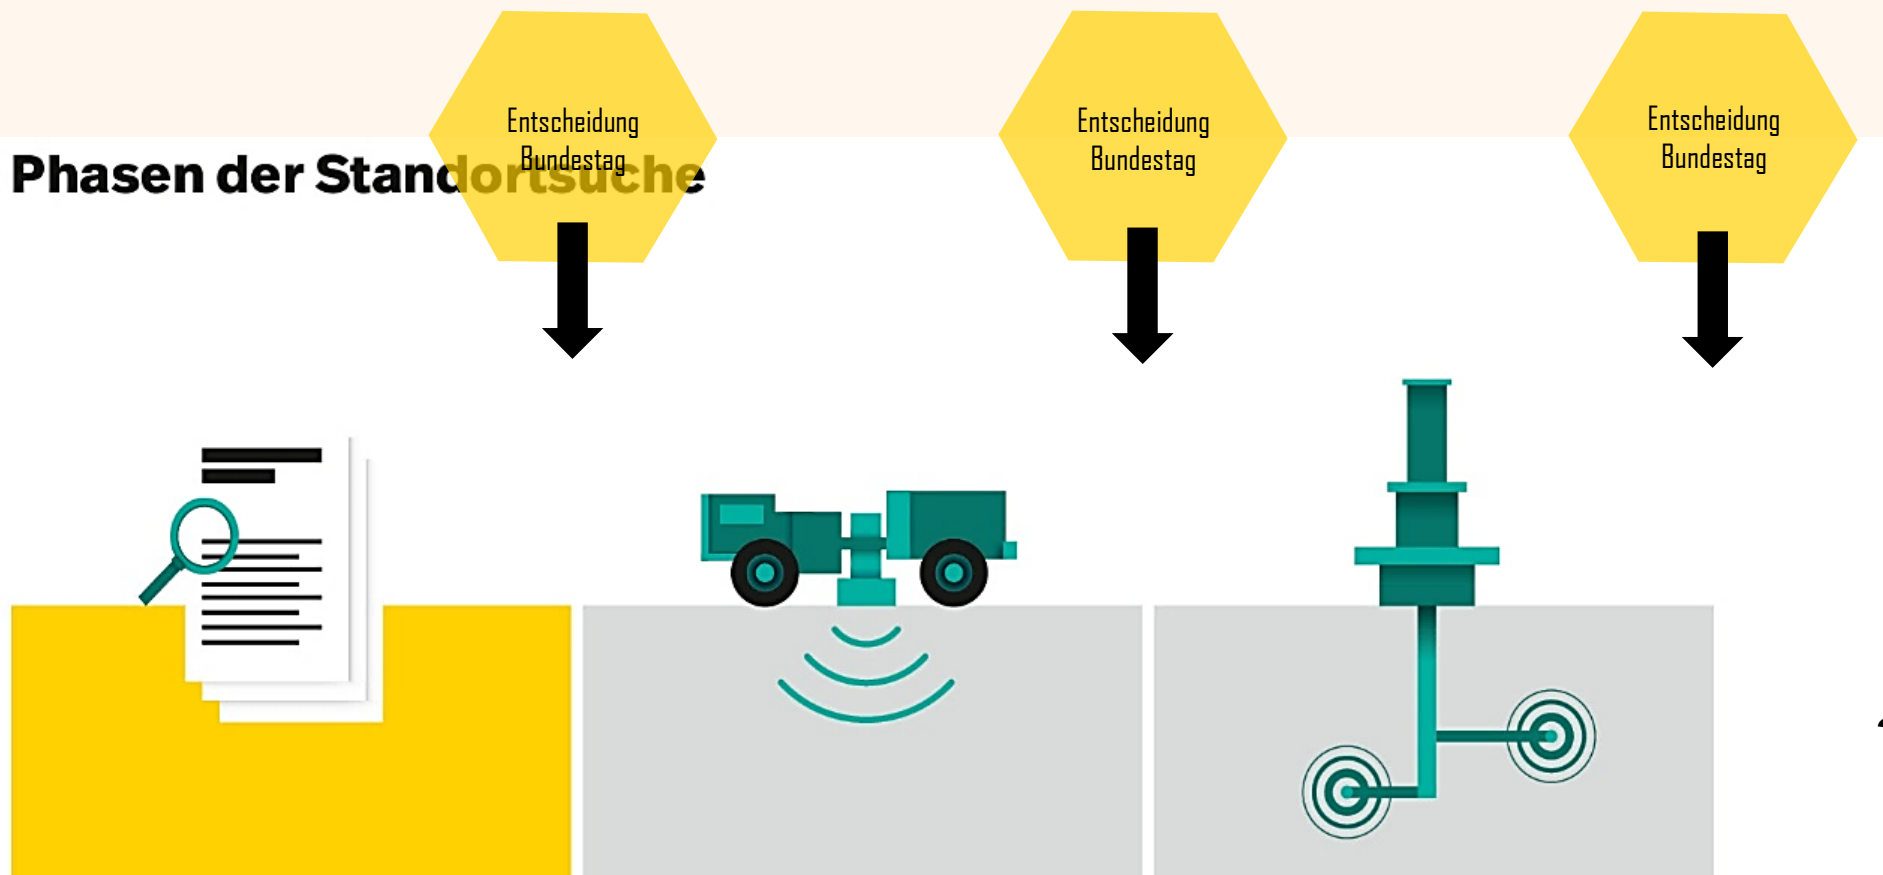 Entscheidung
Bundestag
Entscheidung
Bundestag
Entscheidung
Bundestag
Phasen der Standortsuche